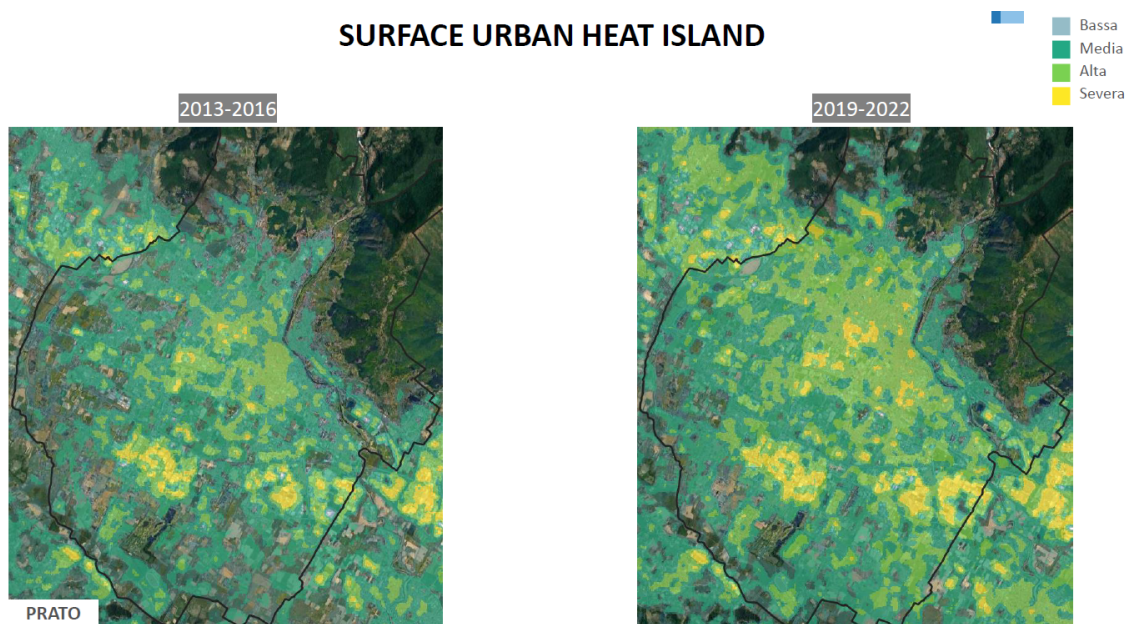 SURFACE URBAN HEAT ISLAND
Bassa
Media
Alta
Severa
2013-2016
2019-2022
PRATO